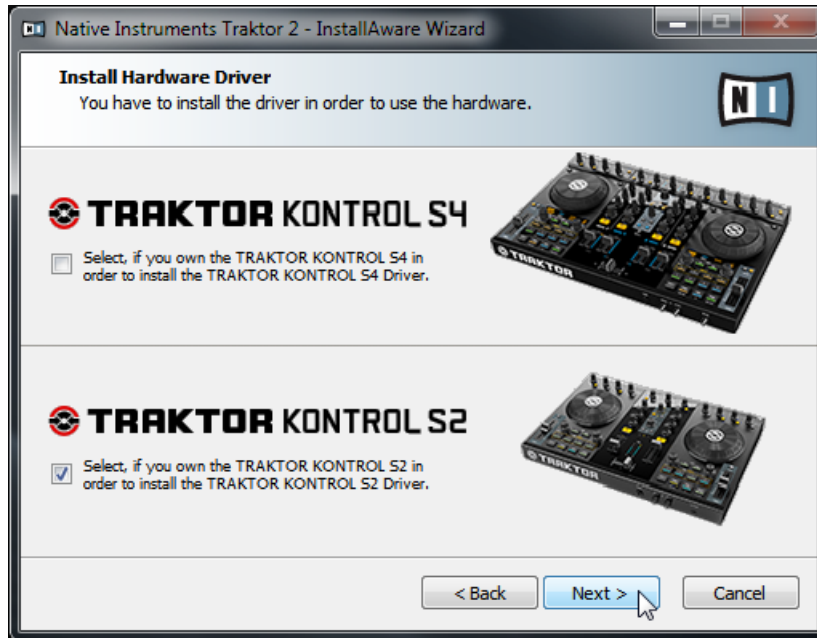 Native Instruments Traktor 2 - InstallAware Wizard
Install Hardware Driver
You have to install the driver in order to use the hardware.
N I
TRAKTOR KONTROL S4
Select, if you own the TRAKTOR KONTROL S4 in
order to install the TRAKTOR KONTROL S4 Driver.
TRAKTOR
TRAKTOR KONTROL S2
Select, if you own the TRAKTOR KONTROL S2 in
order to install the TRAKTOR KONTROL S2 Driver.
TRAKTOR
< Back
Next >
Cancel